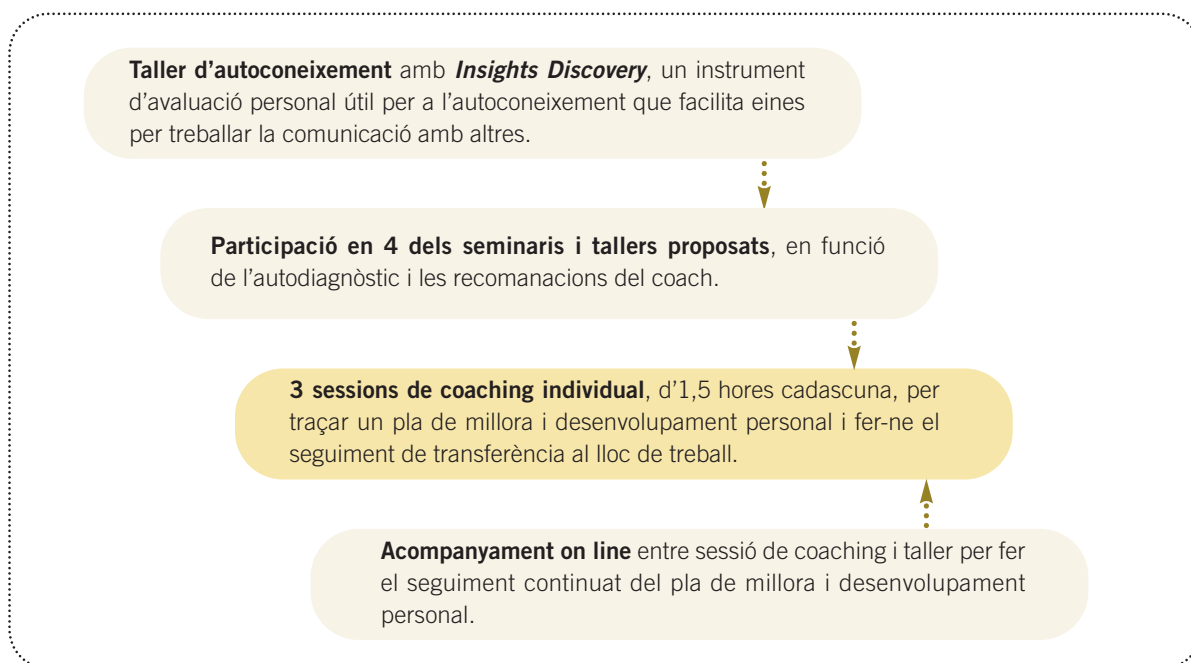 Taller d'autoconeixement amb Insights Discovery, un instrument
d'avaluació personal útil per a l'autoconeixement que facilita eines
per treballar la comunicació amb altres.
Participació en 4 dels seminaris i tallers proposats, en funció
de l'autodiagnòstic i les recomanacions del coach.
3 sessions de coaching individual, d'1,5 hores cadascuna, per
traçar un pla de millora i desenvolupament personal i fer-ne el
seguiment de transferència al lloc de treball.
Acompanyament on line entre sessió de coaching i taller per fer
el seguiment continuat del pla de millora i desenvolupament
personal.